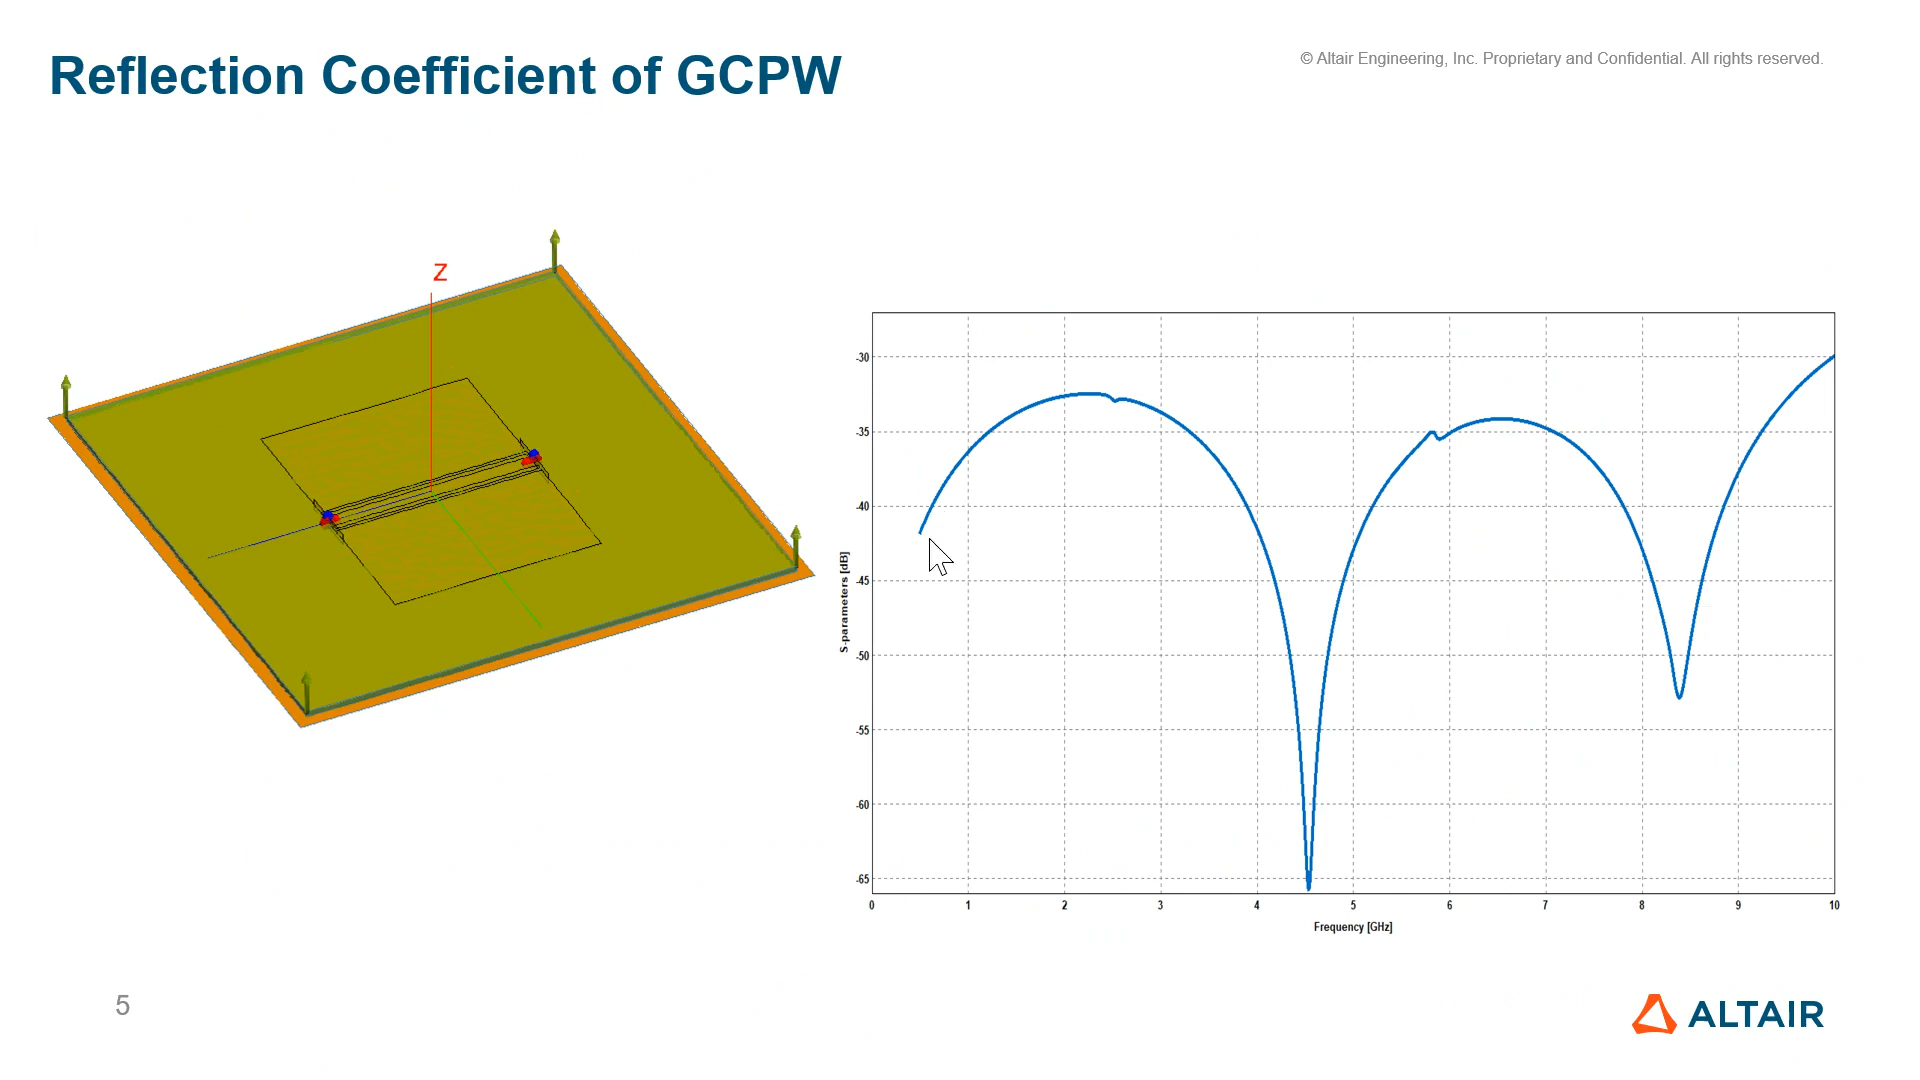 Reflection Coefficient of GCPW
© Altair Engineering, Inc. Proprietary and Confidential. All rights reserved.
Z
-30
-35
-40
-45
-50
-55
-60
-65
S-parameters [dB]
0 1 2 3 4 5 6 7 8 9 10
Frequency [GHz]
5
ALTAIR